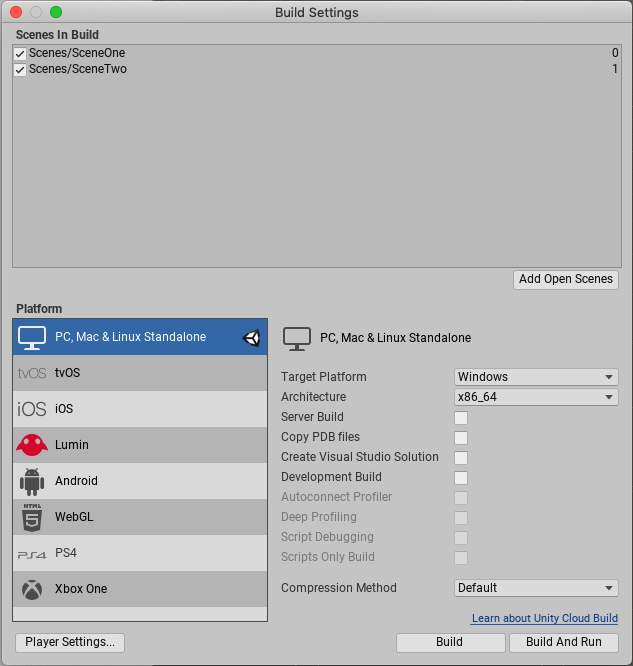 Build Settings
Scenes In Build
Scenes/SceneOne 0
Scenes/SceneTwo 1
Add Open Scenes
Platform
PC, Mac & Linux Standalone
tvOS tvOS
iOS iOS
Lumin
Android
HTML 5 WebGL
PS4 PS4
Xbox One
PC, Mac & Linux Standalone
Target Platform Windows
Architecture x86_64
Server Build
Copy PDB files
Create Visual Studio Solution
Development Build
Autoconnect Profiler
Deep Profiling
Script Debugging
Scripts Only Build
Compression Method Default
Learn about Unity Cloud Build
Player Settings... Build Build And Run